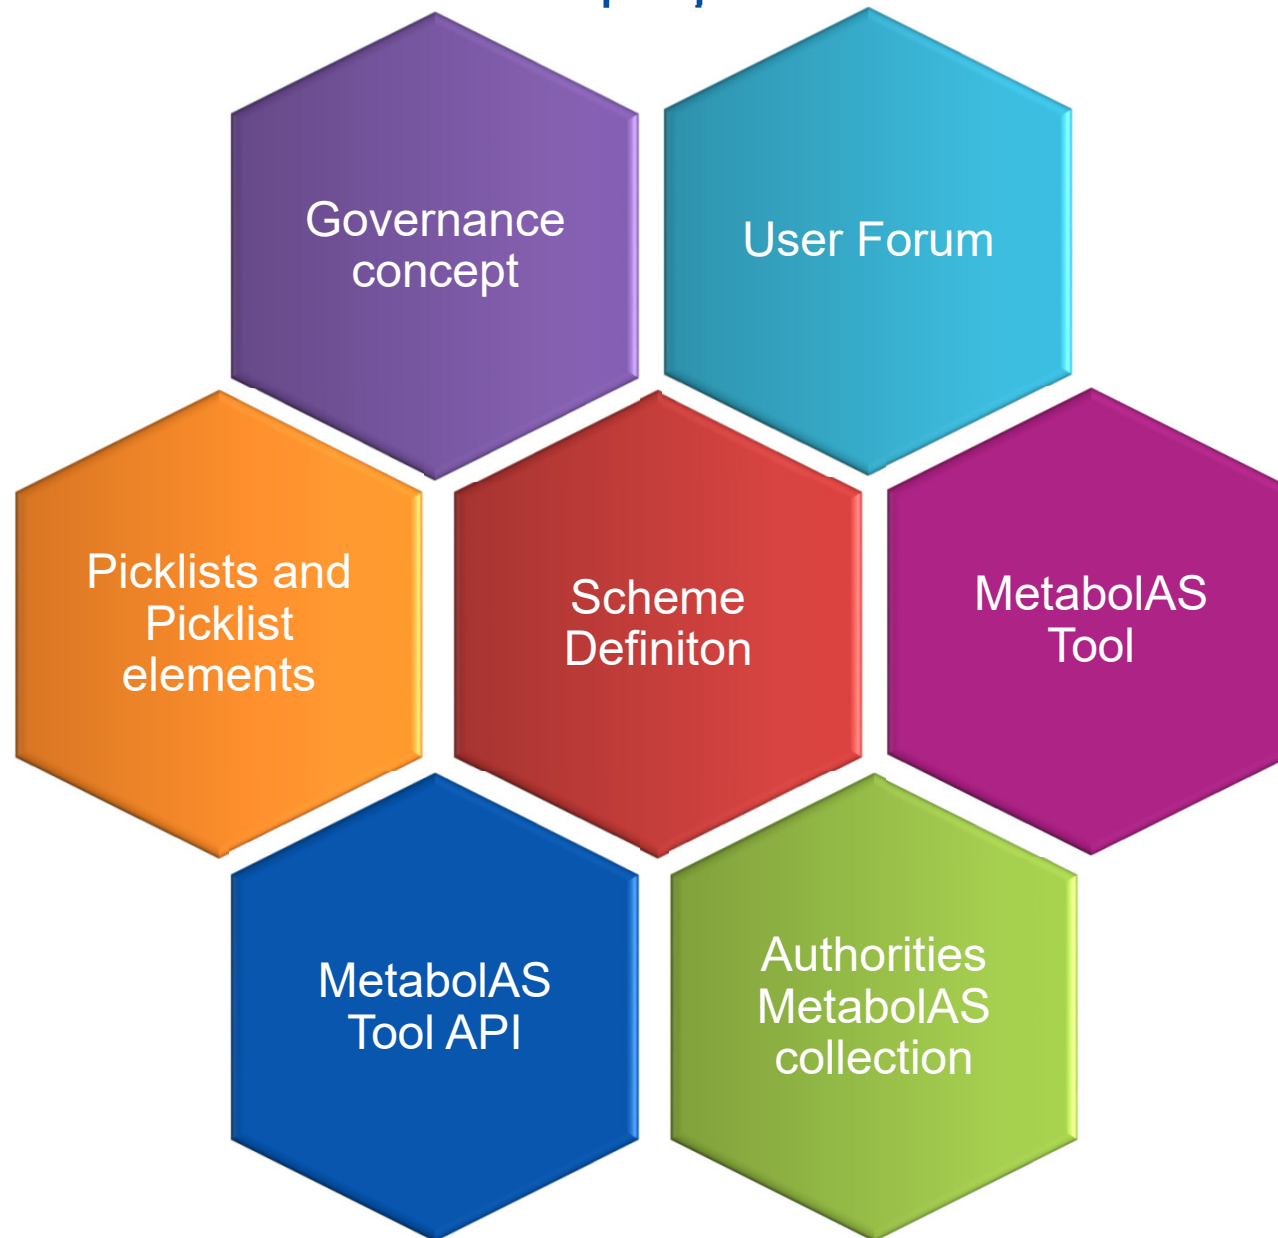 Governance
concept
User Forum
Picklists and
Picklist
elements
Scheme
Definiton
MetabolAS
Tool
MetabolAS
Tool API
Authorities
MetabolAS
collection